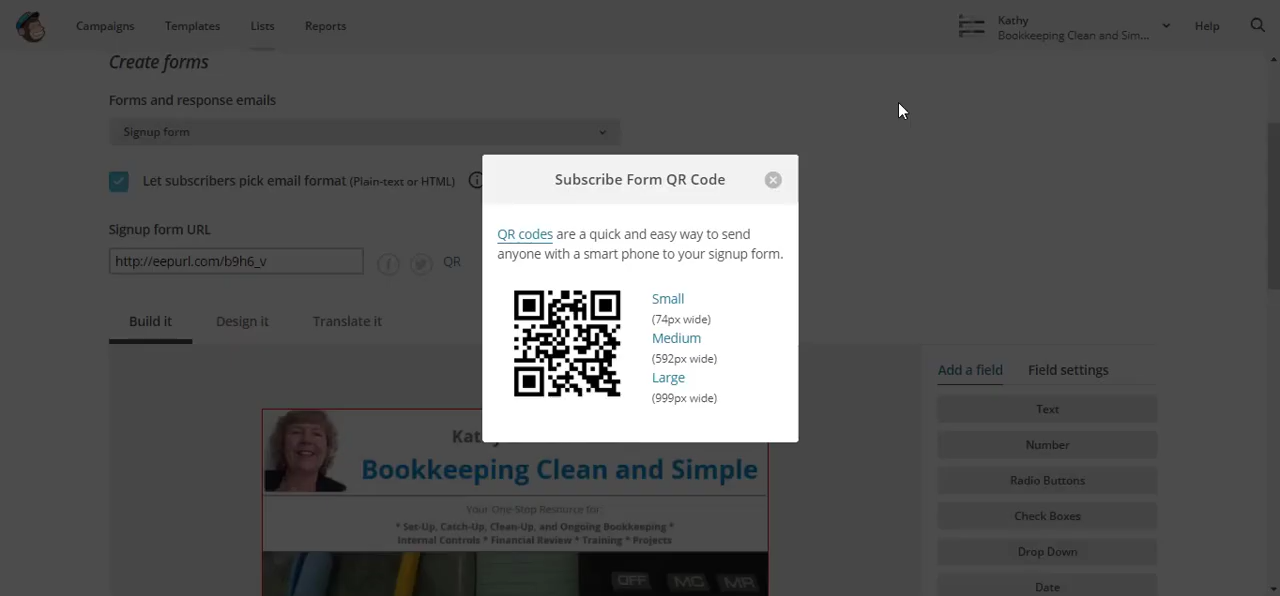 Campaigns Templates Lists Reports
Kathy
Bookkeeping Clean and Sim...
Help
Create forms
Forms and response emails
Signup form
Let subscribers pick email format (Plain-text or HTML)
Signup form URL
http://eepurl.com/b9h6_v
QR
Subscribe Form QR Code
QR codes are a quick and easy way to send
anyone with a smart phone to your signup form.
Small
(74px wide)
Medium
(592px wide)
Large
(999px wide)
Build it Design it Translate it
Add a field Field settings
Text
Number
Radio Buttons
Check Boxes
Drop Down
Date
Bookkeeping Clean and Simple
Your One Stop Resource for:
* Set-Up, Catch-Up, Clean-Up, and Ongoing Bookkeeping *
Internal Controls * Financial Review * Training * Projects
OFF MC MR